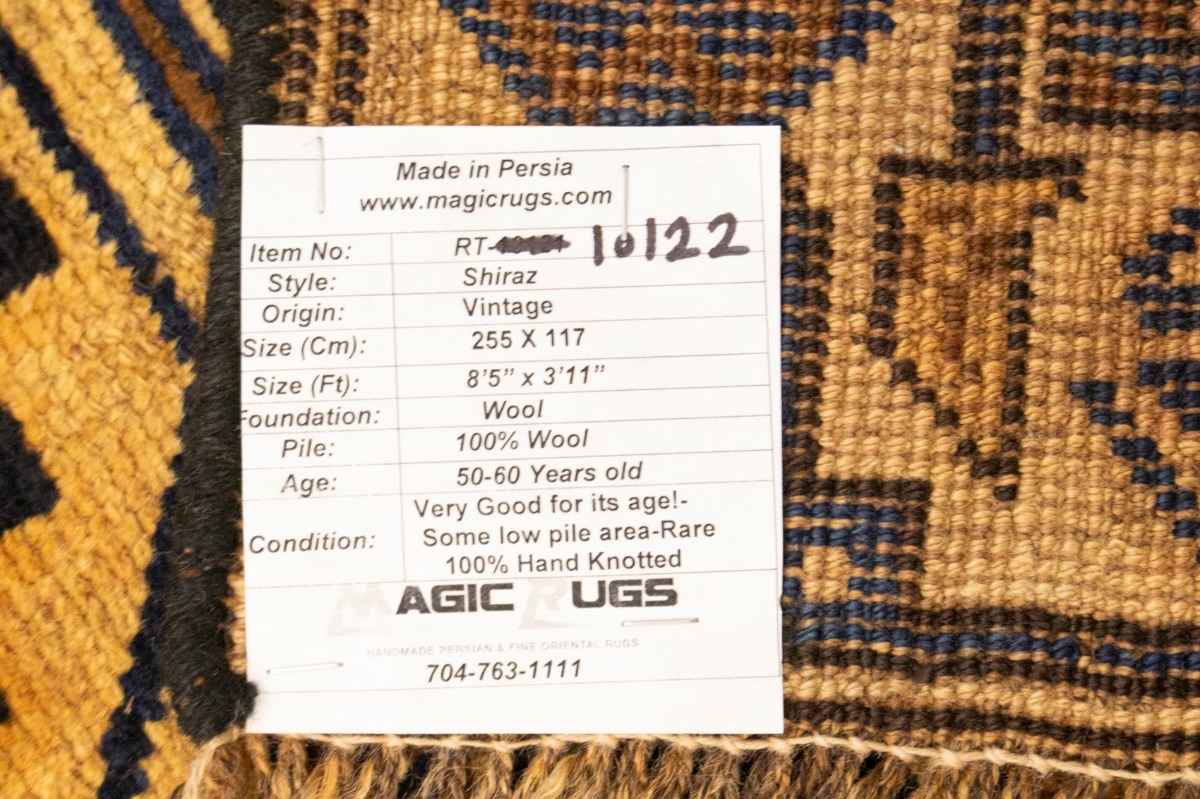 Made in Persia
www.magicrugs.com
Item No: RT- 10122
Style: Shiraz
Origin: Vintage
Size (Cm): 255 X 117
Size (Ft): 8'5" x 3'11"
Foundation: Wool
Pile: 100% Wool
Age: 50-60 Years old
Condition: Very Good for its age!-
Some low pile area-Rare
100% Hand Knotted
MAGIC RUGS
HANDMADE PERSIAN & FINE ORIENTAL RUGS
704-763-1111